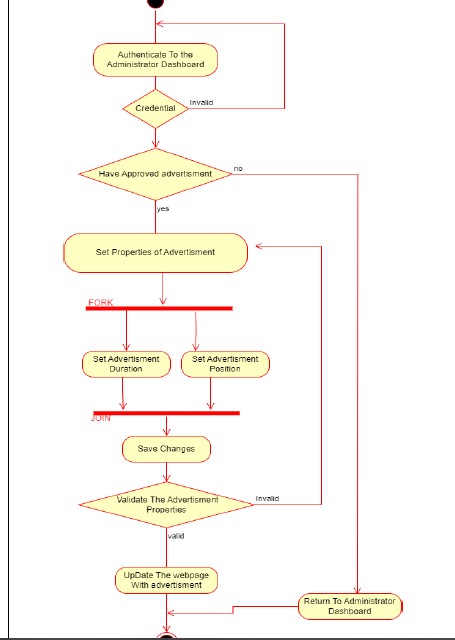 Authenticate To the
Administrator Dashboard
Credential
Invalid
Have Approved advertisment
no
yes
Set Properties of Advertisment
FORK
Set Advertisment
Duration
Set Advertisment
Position
JOIN
Save Changes
Validate The Advertisment
Properties
Invalid
valid
UpDate The webpage
With advertisment
Return To Administrator
Dashboard